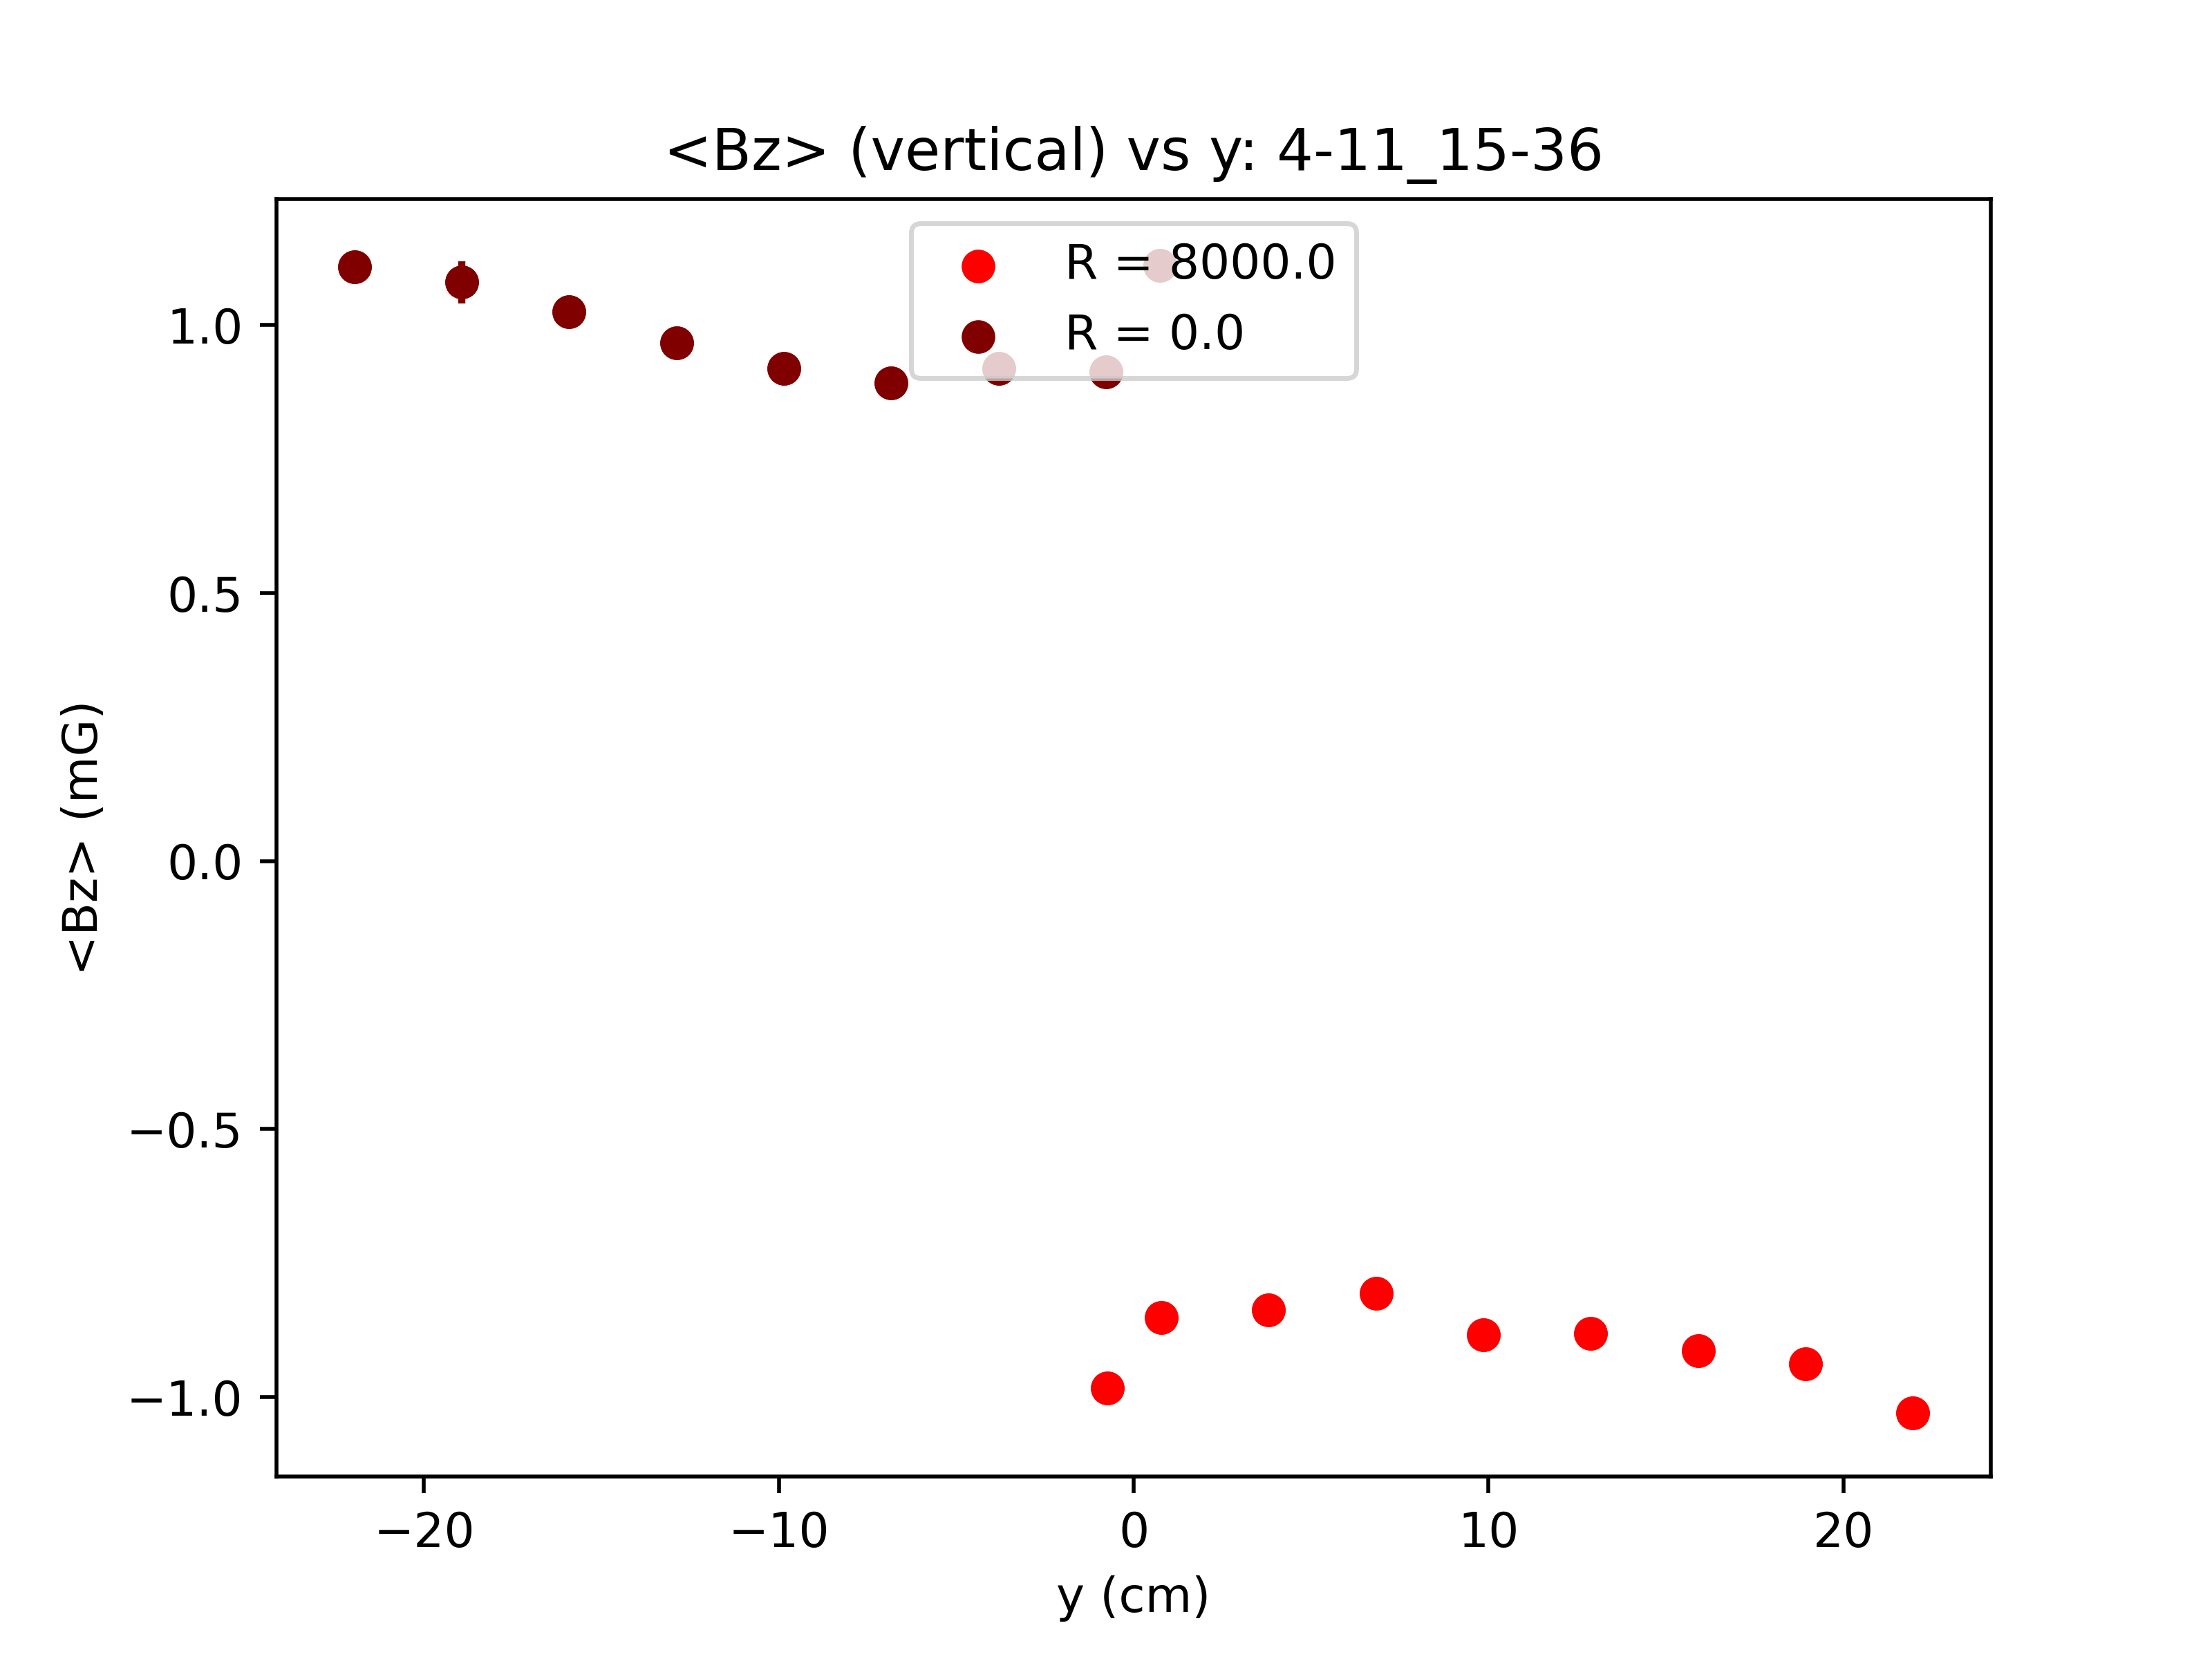 <Bz> (vertical) vs y: 4-11_15-36
R = 8000.0
R = 0.0
1.0
0.5
0.0
−0.5
−1.0
<Bz> (mG)
−20
−10
0
10
20
y (cm)